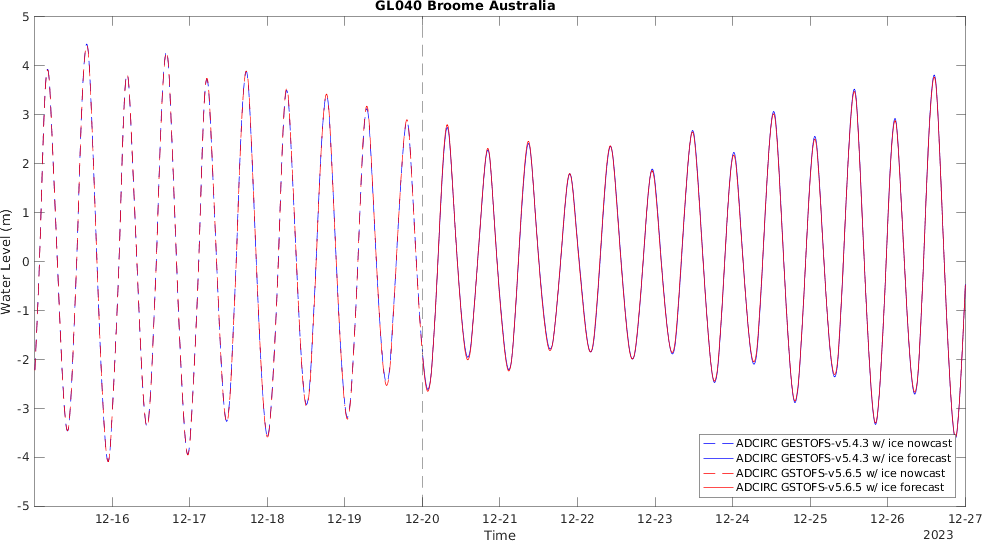 GL040 Broome Australia
5
4
3
2
1
0
-1
-2
-3
-4
-5
Water Level (m)
ADCIRC GESTOFS-v5.4.3 w/ ice nowcast
ADCIRC GESTOFS-v5.4.3 w/ ice forecast
ADCIRC GSTOFS-v5.6.5 w/ ice nowcast
ADCIRC GSTOFS-v5.6.5 w/ ice forecast
12-16 12-17 12-18 12-19 12-20 12-21 12-22 12-23 12-24 12-25 12-26 12-27
Time 2023